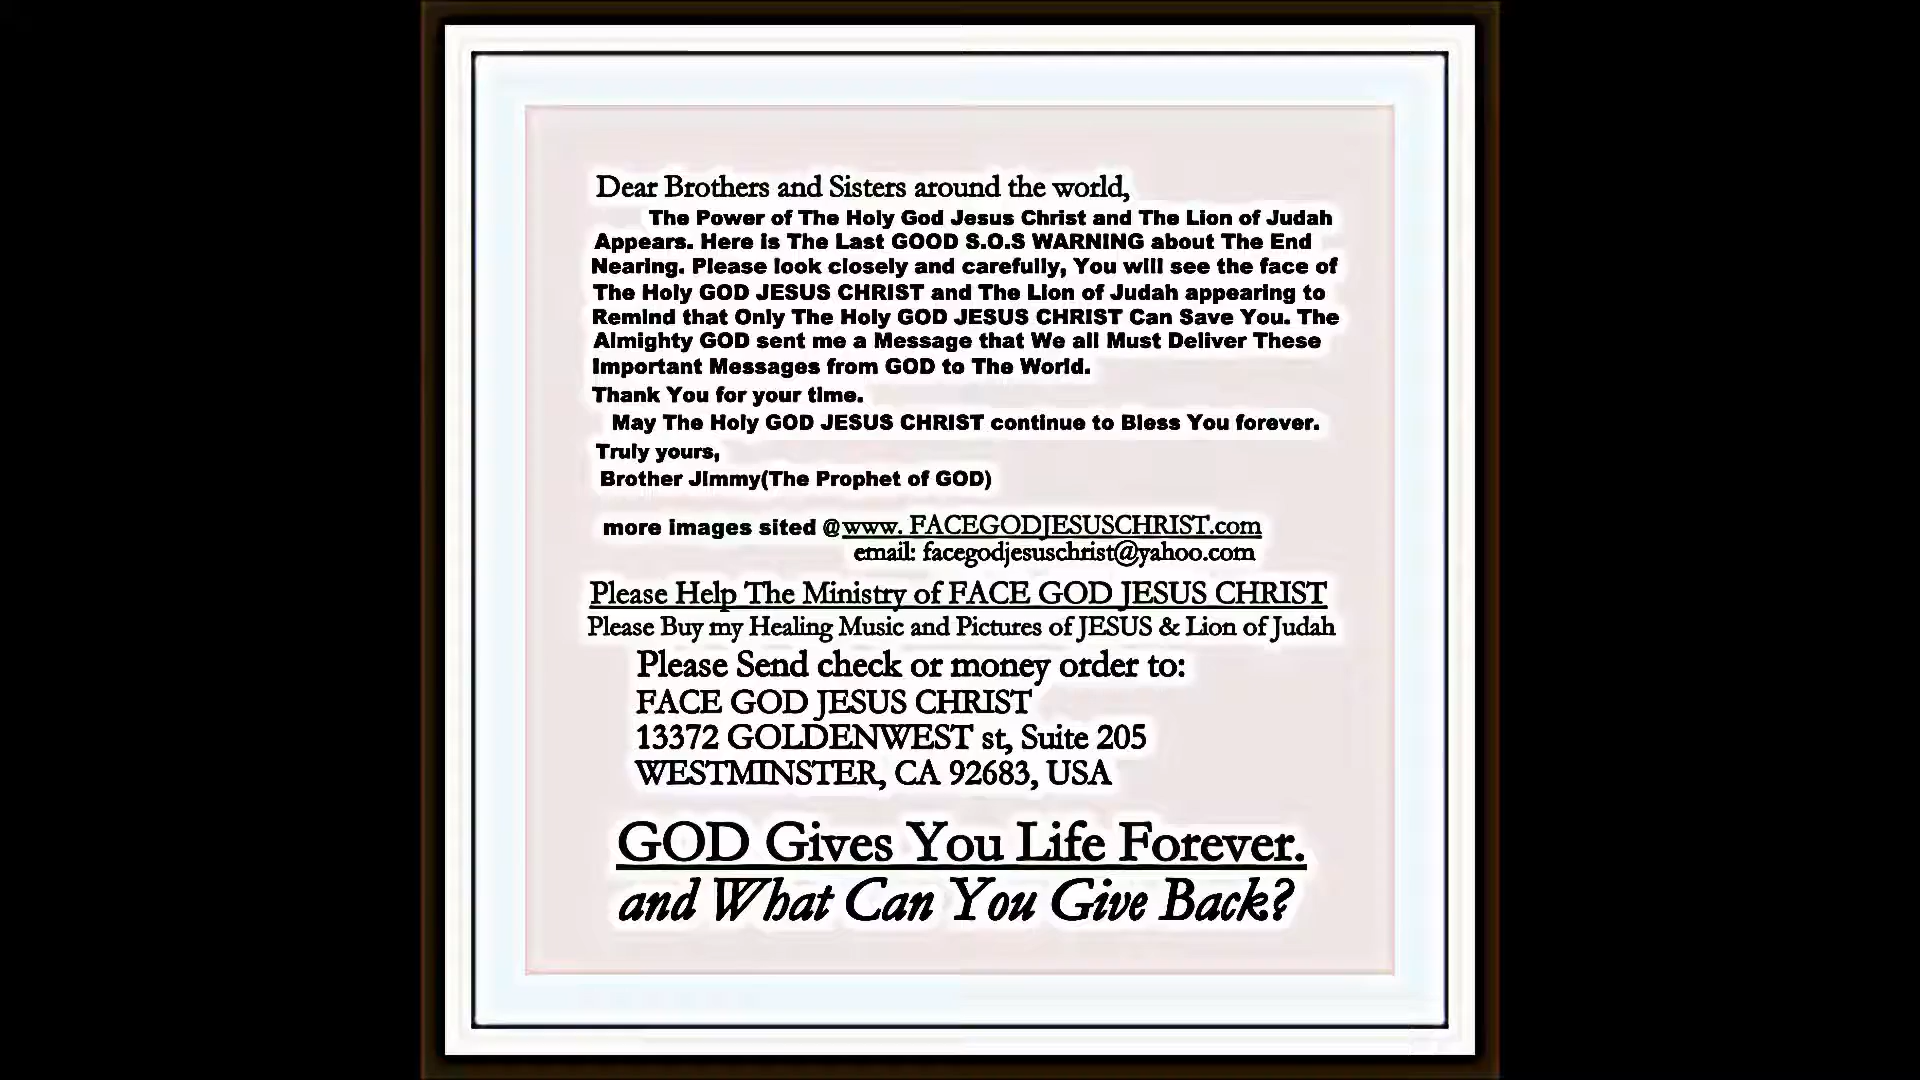 Dear Brothers and Sisters around the world,
The Power of The Holy God Jesus Christ and The Lion of Judah
Appears. Here is The Last GOOD S.O.S WARNING about The End
Nearing. Please look closely and carefully, You will see the face of
The Holy GOD JESUS CHRIST and The Lion of Judah appearing to
Remind that Only The Holy GOD JESUS CHRIST Can Save You. The
Almighty GOD sent me a Message that We all Must Deliver These
Important Messages from GOD to The World.
Thank You for your time.
May The Holy GOD JESUS CHRIST continue to Bless You forever.
Truly yours,
Brother Jimmy(The Prophet of GOD)
more images sited @www. FACEGODJESUSCHRIST.com
email: facegodjesuschrist@yahoo.com
Please Help The Ministry of FACE GOD JESUS CHRIST
Please Buy my Healing Music and Pictures of JESUS & Lion of Judah
Please Send check or money order to:
FACE GOD JESUS CHRIST
13372 GOLDENWEST st, Suite 205
WESTMINSTER, CA 92683, USA
GOD Gives You Life Forever.
and What Can You Give Back?